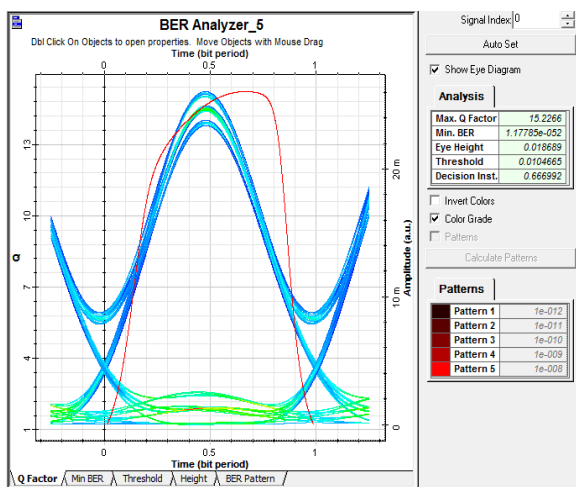 BER Analyzer_5
Dbl Click On Objects to open properties. Move Objects with Mouse Drag
Time (bit period)
0 0.5 1
Q
13
10
7
4
1
Amplitude (a.u.)
20 m
10 m
0
0 0.5 1
Time (bit period)
Q Factor Min BER Threshold Height BER Pattern
Signal Index: 0
Auto Set
Show Eye Diagram
Analysis
Max. Q Factor 15.2266
Min. BER 1.17785e-052
Eye Height 0.018689
Threshold 0.0104665
Decision Inst. 0.666992
Invert Colors
Color Grade
Patterns
Calculate Patterns
Patterns
Pattern 1 1e-012
Pattern 2 1e-011
Pattern 3 1e-010
Pattern 4 1e-009
Pattern 5 1e-008